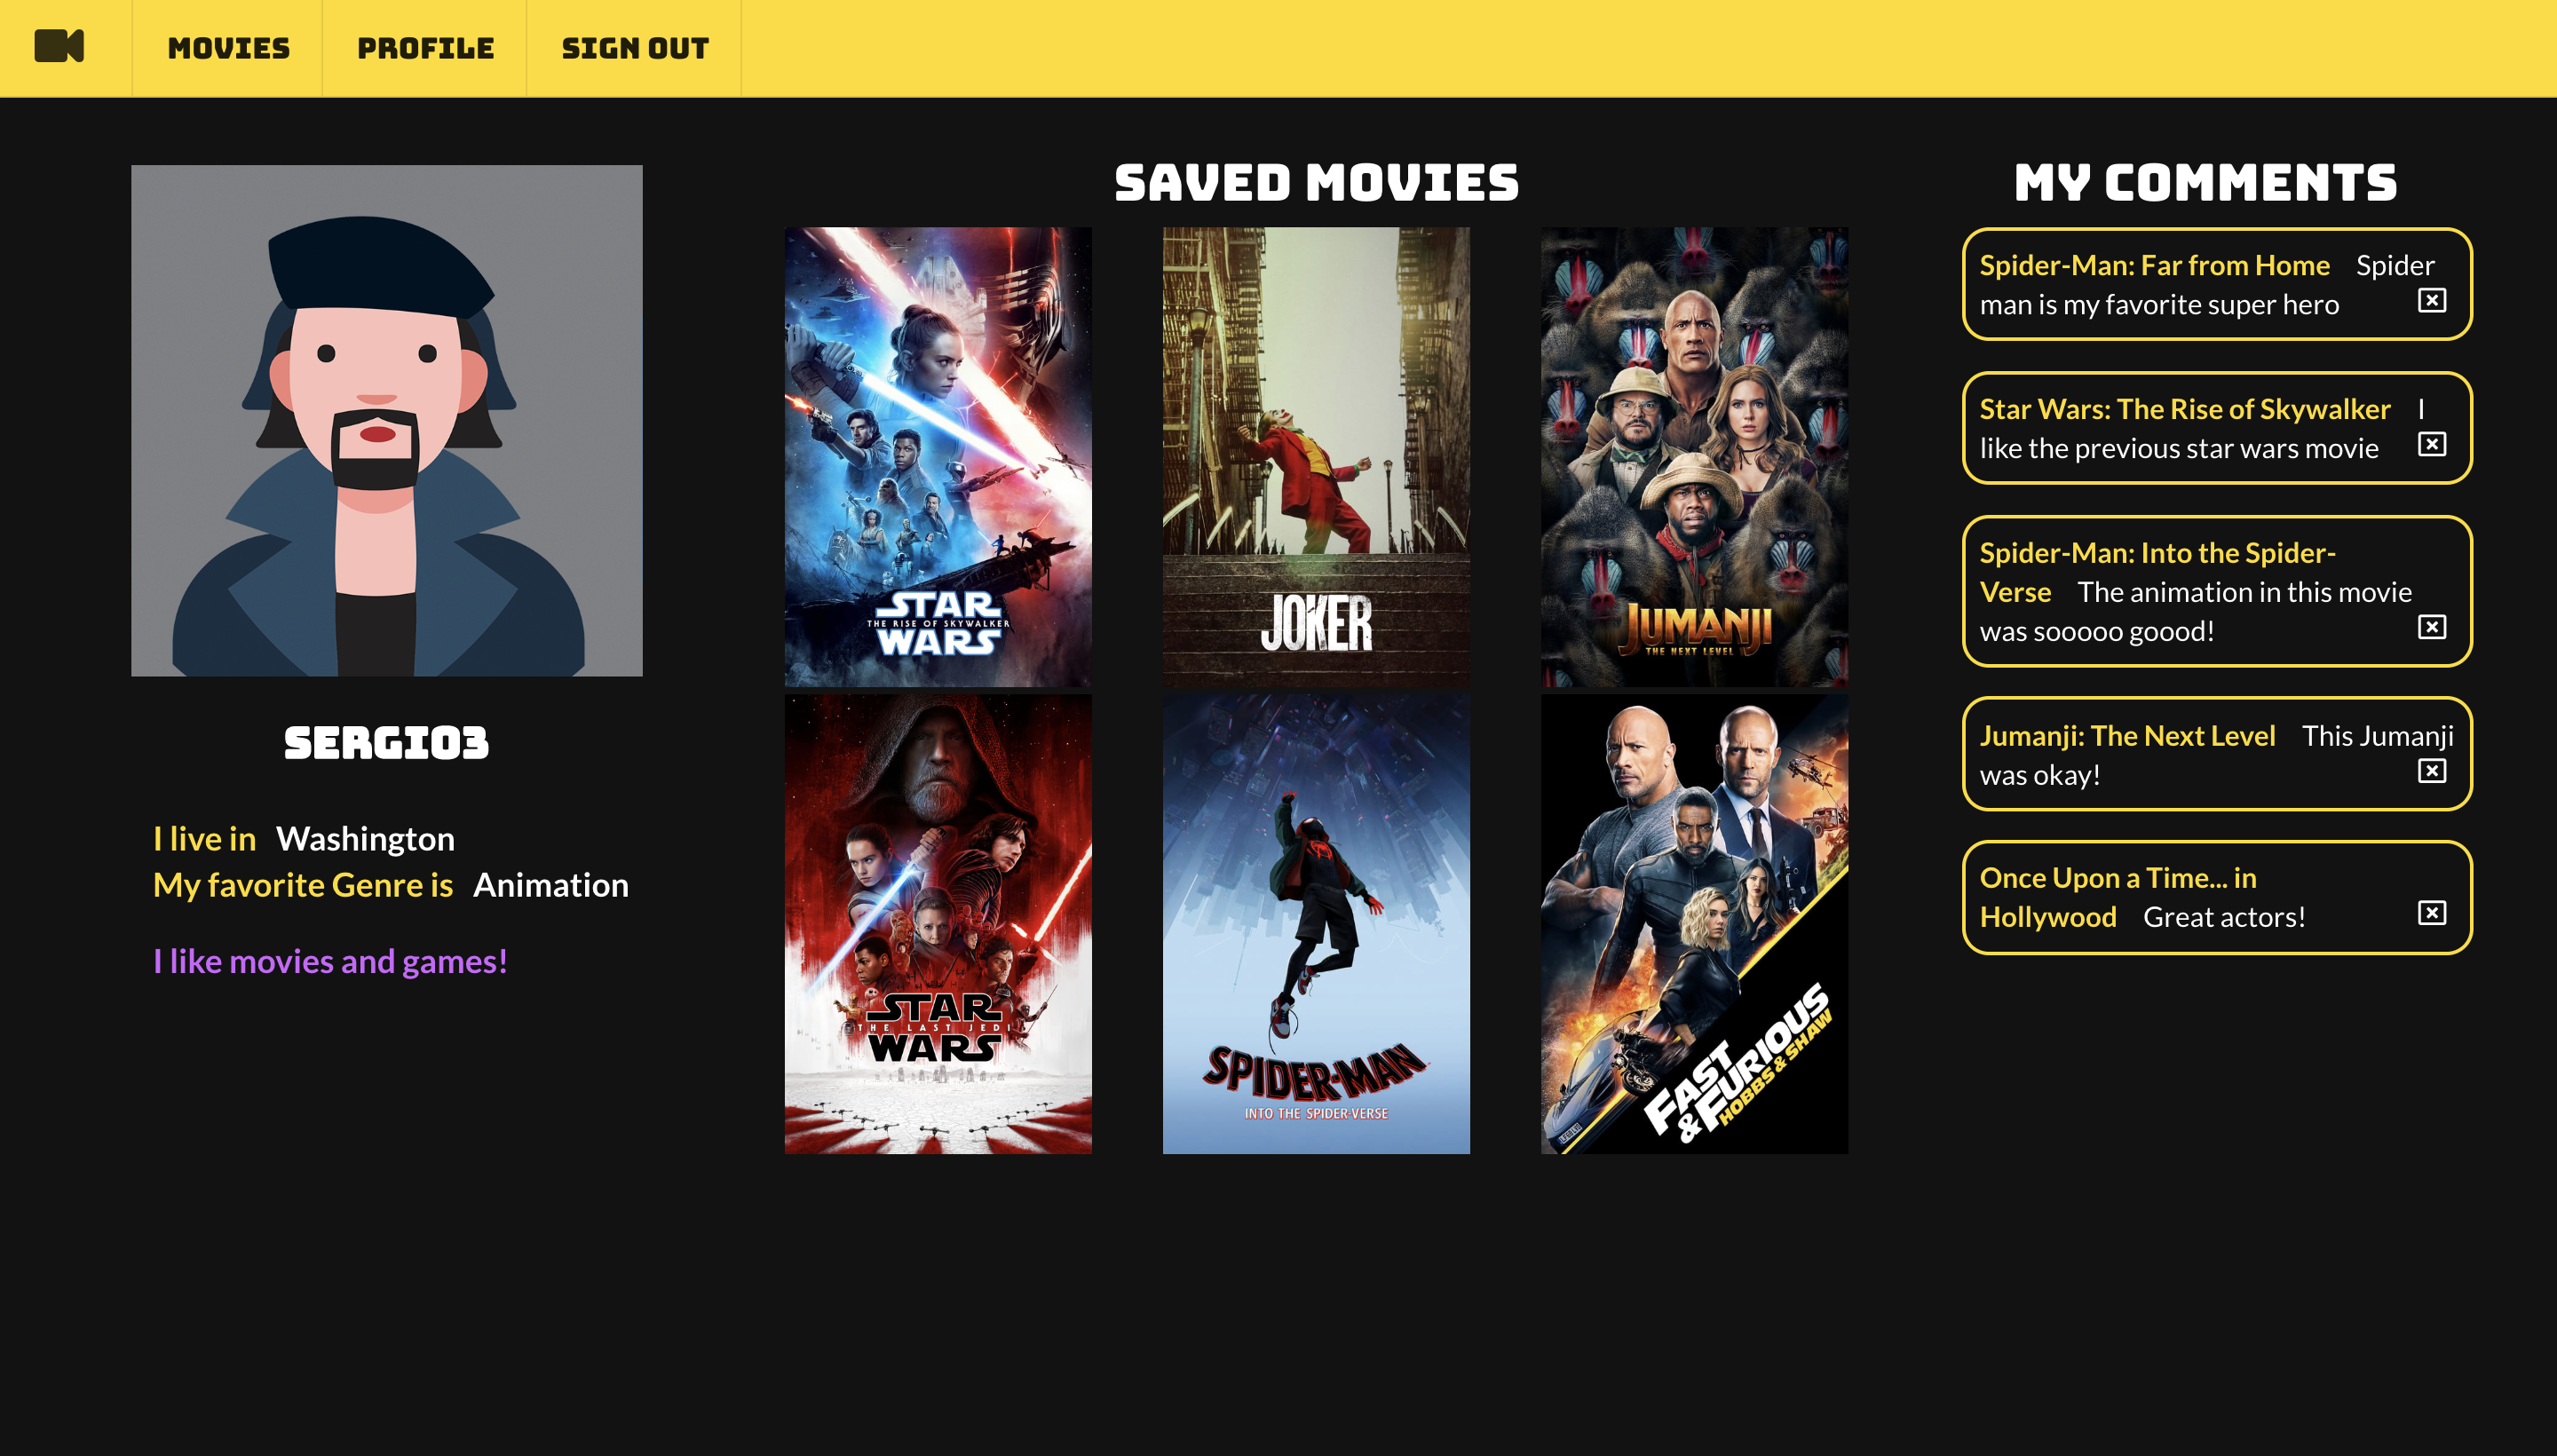 MOVIES
PROFILE
SIGN OUT
SERGIO3
I live in Washington
My favorite Genre is Animation
I like movies and games!
SAVED MOVIES
STAR
THE RISE OF SKYWALKER
WARS
JOKER
JUMANJI
THE NEXT LEVEL
STAR
THE LAST JEDI
WARS
SPIDER-MAN
INTO THE SPIDER-VERSE
FAST
& FURIOUS
HOBBS & SHAW
MY COMMENTS
Spider-Man: Far from Home Spider
man is my favorite super hero
Star Wars: The Rise of Skywalker I
like the previous star wars movie
Spider-Man: Into the Spider-
Verse The animation in this movie
was sooooo goood!
Jumanji: The Next Level This Jumanji
was okay!
Once Upon a Time... in
Hollywood Great actors!